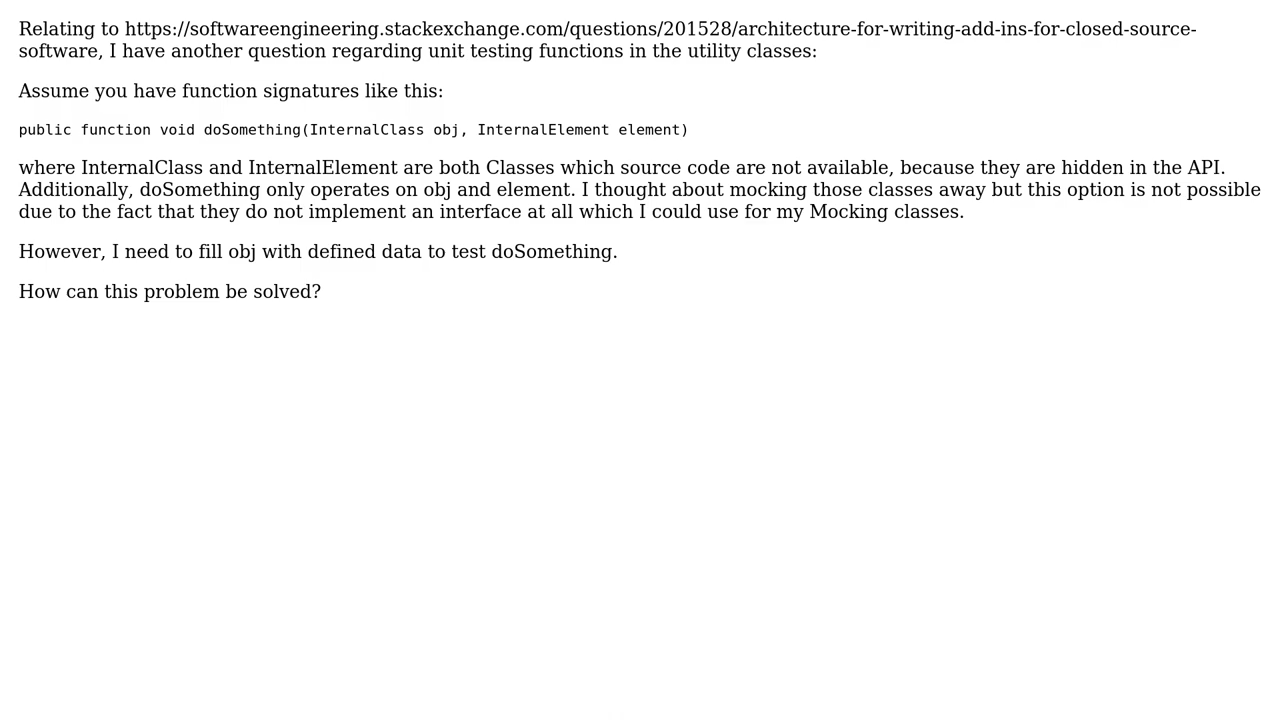 Relating to https://softwareengineering.stackexchange.com/questions/201528/architecture-for-writing-add-ins-for-closed-source-
software, I have another question regarding unit testing functions in the utility classes:
Assume you have function signatures like this:
public function void doSomething(InternalClass obj, InternalElement element)
where InternalClass and InternalElement are both Classes which source code are not available, because they are hidden in the API.
Additionally, doSomething only operates on obj and element. I thought about mocking those classes away but this option is not possible
due to the fact that they do not implement an interface at all which I could use for my Mocking classes.
However, I need to fill obj with defined data to test doSomething.
How can this problem be solved?